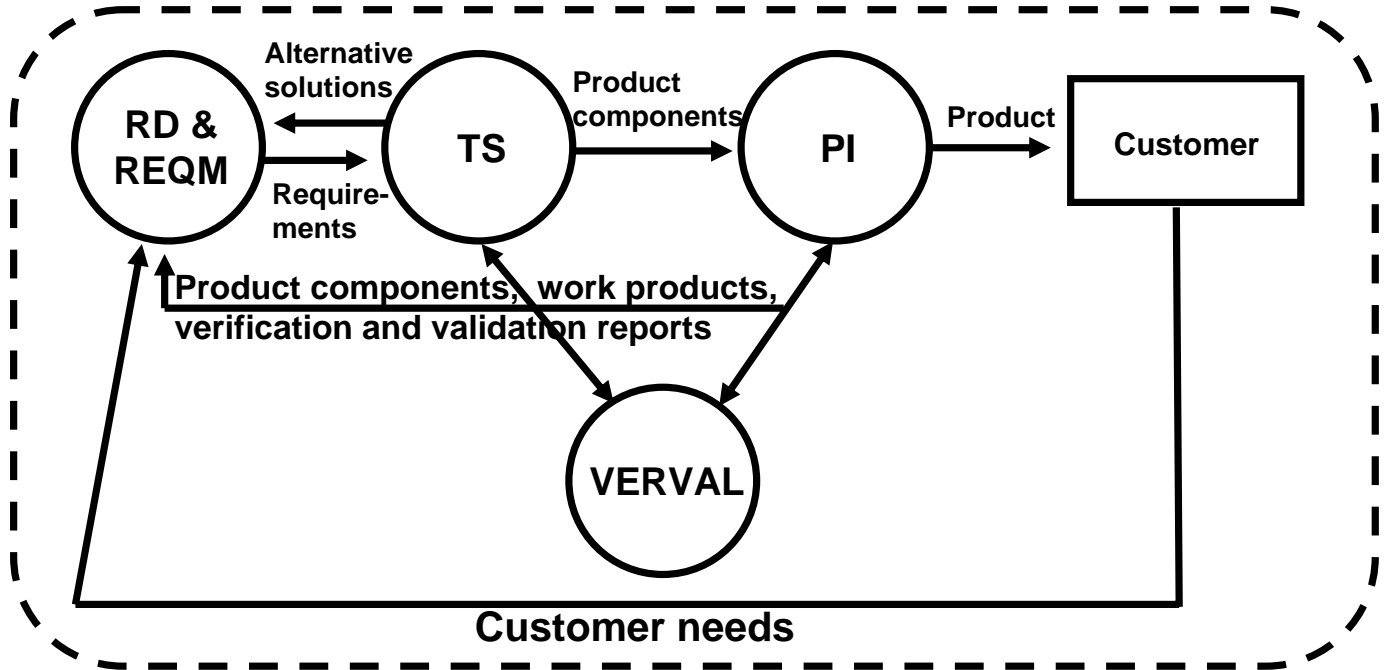 Alternative
solutions
RD &
REQM
TS
Product
components
PI
Product
Customer
Require-
ments
Product components, work products,
verification and validation reports
VERVAL
Customer needs